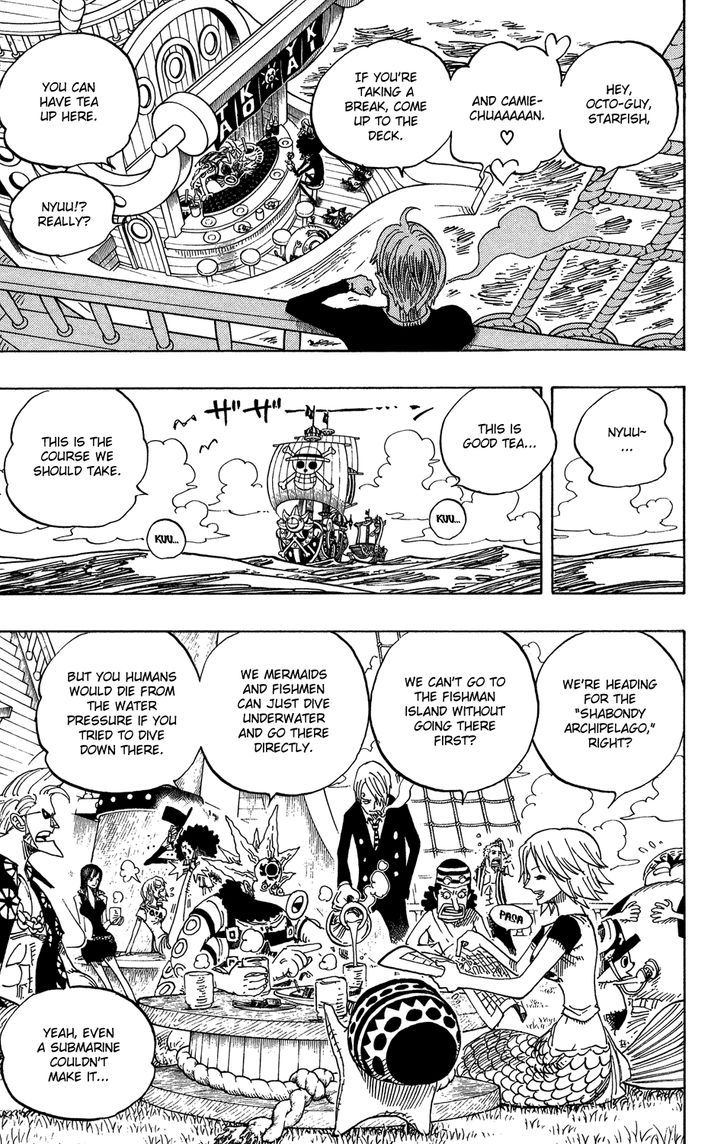 HEY,
OCTO-GUY,
STARFISH,
AND CAMIE-
CHUAAAAAN.
IF YOU'RE
TAKING A
BREAK, COME
UP TO THE
DECK.
YOU CAN
HAVE TEA
UP HERE.
NYUU!?
REALLY?
TAKOYAKI
NYUU~
...
THIS IS
GOOD TEA...
ザザ
KUU...
KUU...
THIS IS THE
COURSE WE
SHOULD TAKE.
WE'RE HEADING
FOR THE
"SHABONDY
ARCHIPELAGO,"
RIGHT?
WE CAN'T GO
TO THE
FISHMAN
ISLAND WITHOUT
GOING THERE
FIRST?
WE MERMAIDS
AND FISHMEN
CAN JUST DIVE
UNDERWATER
AND GO THERE
DIRECTLY.
BUT YOU HUMANS
WOULD DIE FROM
THE WATER
PRESSURE IF YOU
TRIED TO DIVE
DOWN THERE.
PAQA
YEAH, EVEN
A SUBMARINE
COULDN'T
MAKE IT...